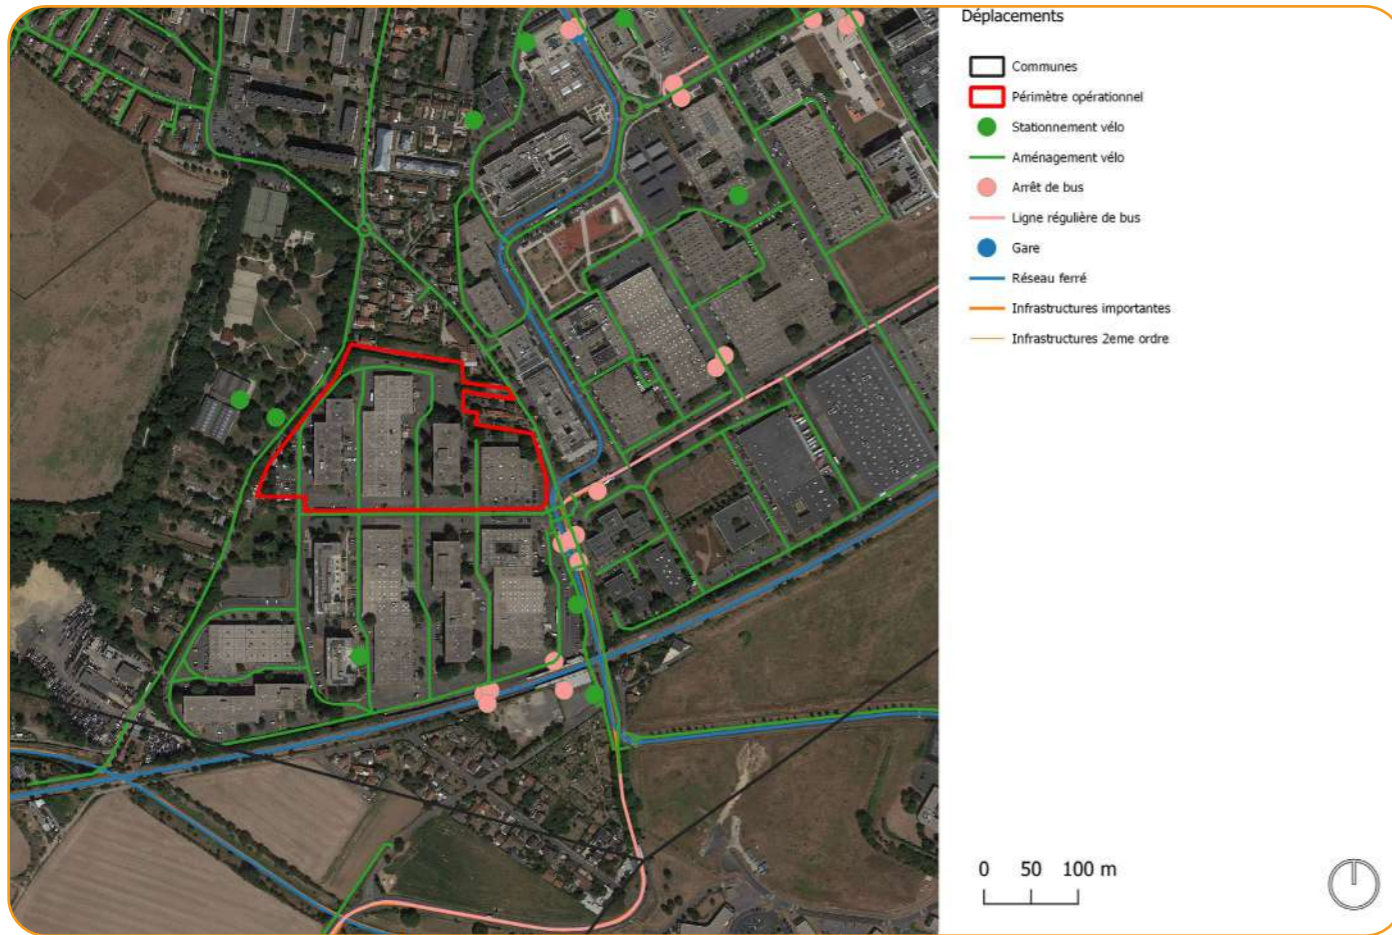 Déplacements
Communes
Périmètre opérationnel
Stationnement vélo
Aménagement vélo
Arrêt de bus
Ligne régulière de bus
Gare
Réseau ferré
Infrastructures importantes
Infrastructures 2eme ordre
0 50 100 m